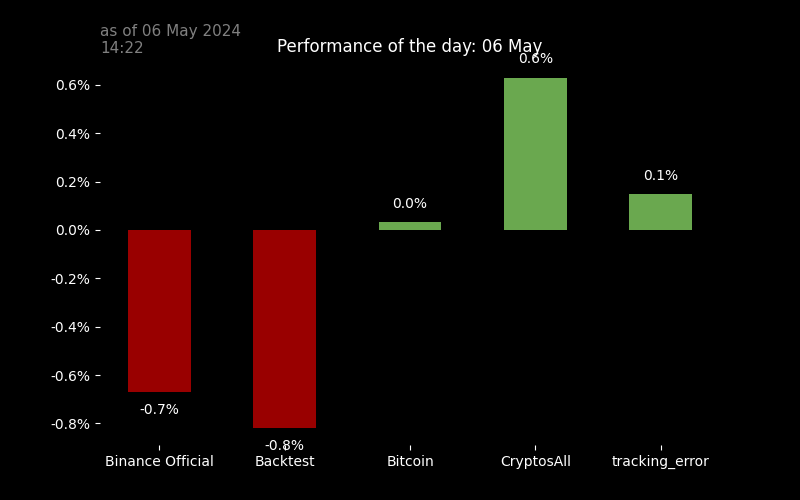 as of 06 May 2024
14:22
Performance of the day: 06 May
0.6%
0.4%
0.2%
0.0%
-0.2%
-0.4%
-0.6%
-0.8%
-0.7%
-0.8%
0.0%
0.6%
0.1%
Binance Official
Backtest
Bitcoin
CryptosAll
tracking_error